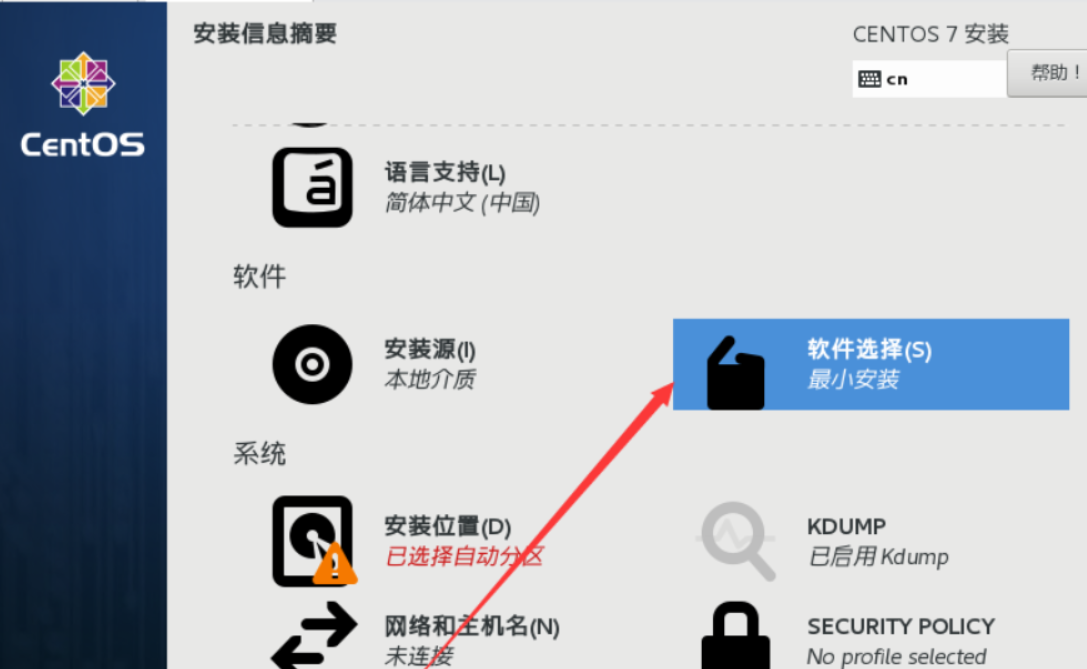 安装信息摘要
CENTOS 7 安装
cn
帮助！
CentOS
á
语言支持(L)
简体中文 (中国)
软件
安装源(I)
本地介质
软件选择(S)
最小安装
系统
安装位置(D)
已选择自动分区
KDUMP
已启用 Kdump
网络和主机名(N)
未连接
SECURITY POLICY
No profile selected